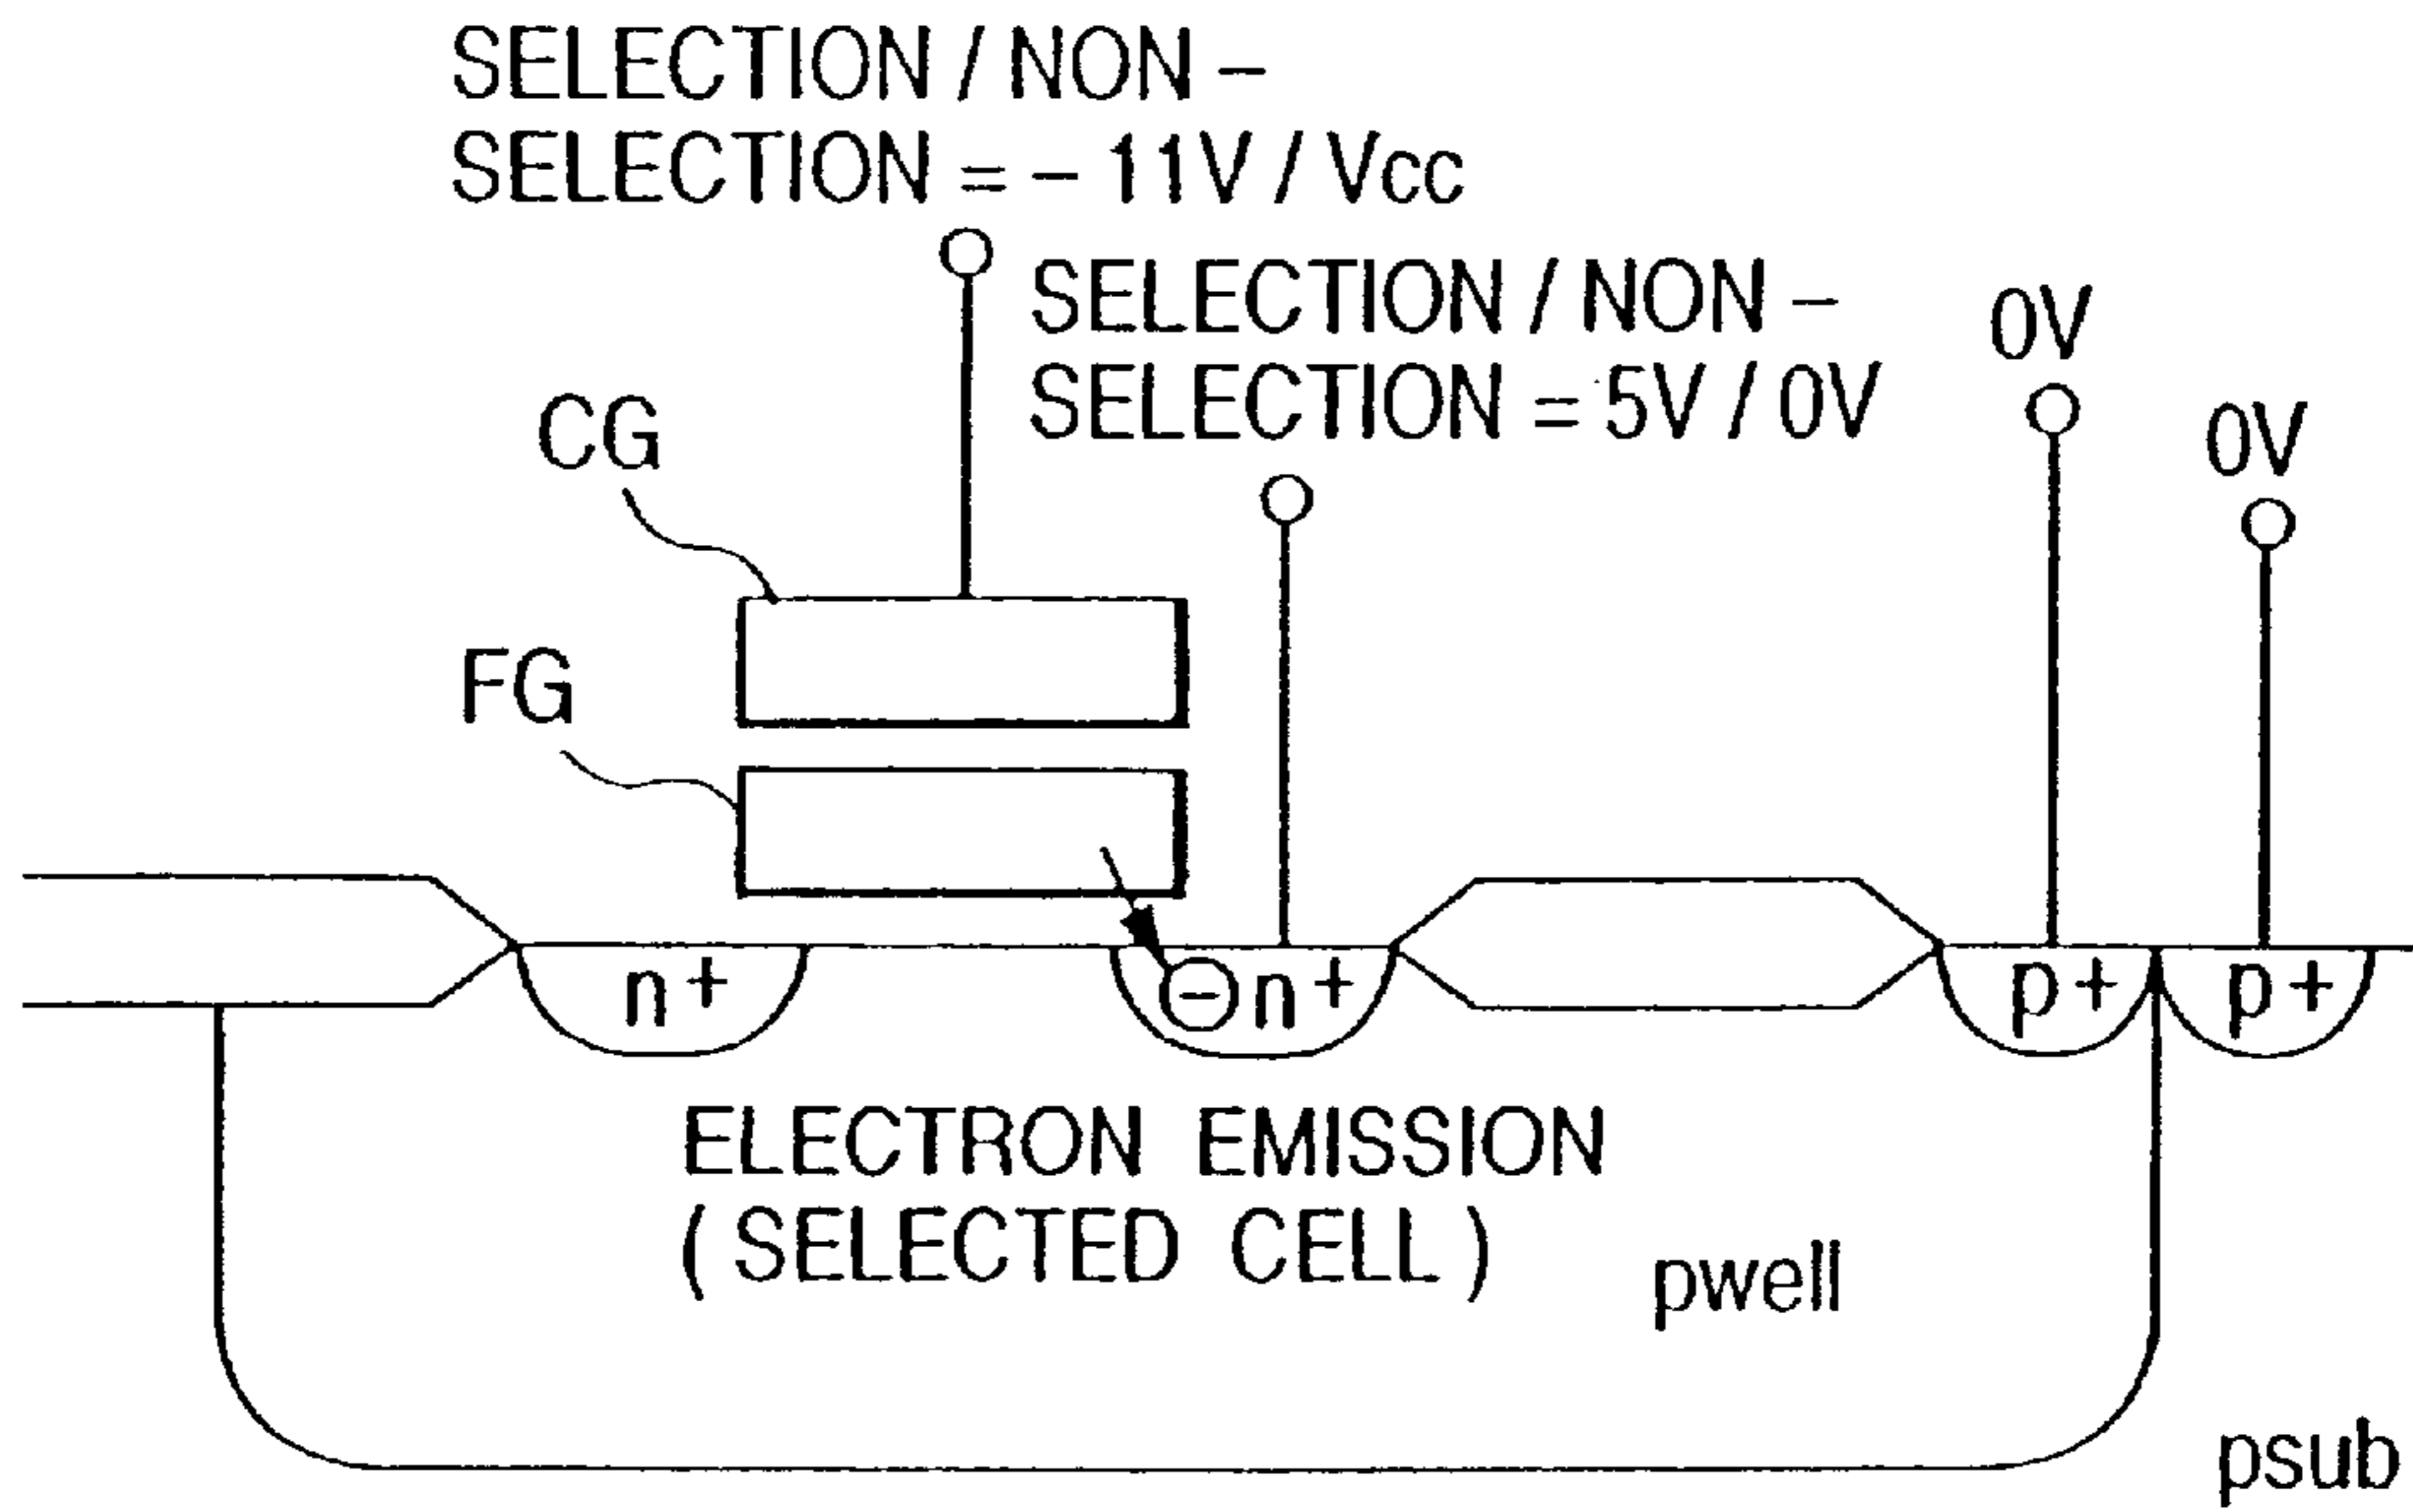 SELECTION / NON -
SELECTION = - 11V / Vcc
SELECTION / NON -
SELECTION = 5V / 0V
0V
0V
CG
FG
n+
⊖ n+
p+
p+
ELECTRON EMISSION
( SELECTED CELL )
pwell
psub